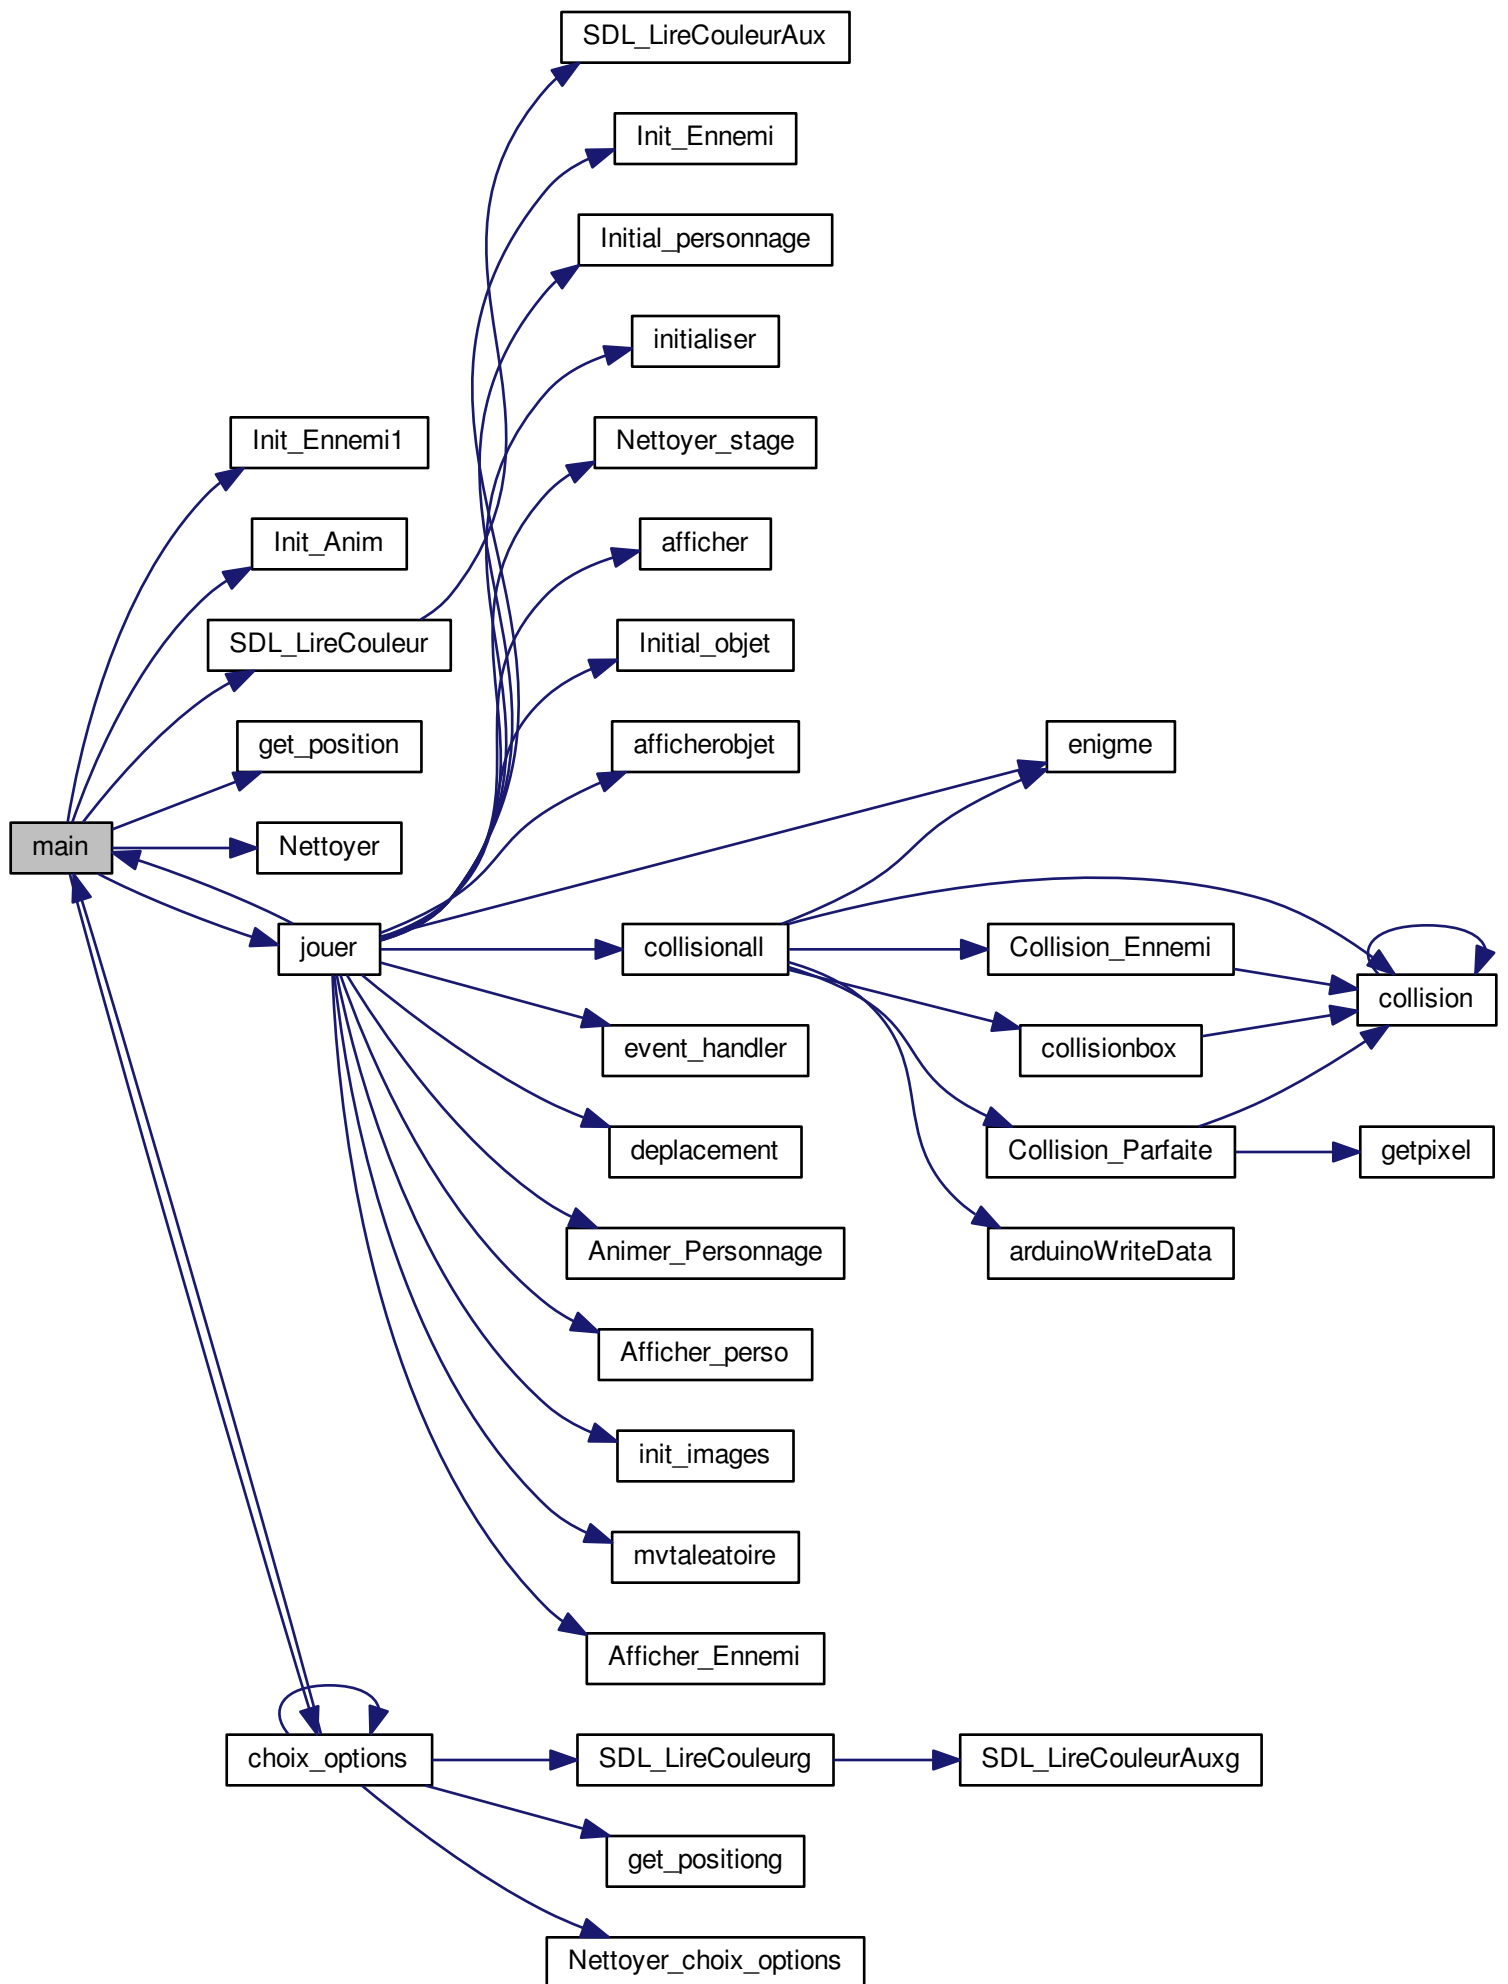 SDL_LireCouleurAux
Init_Ennemi
Initial_personnage
initialiser
Init_Ennemi1
Nettoyer_stage
Init_Anim
afficher
SDL_LireCouleur
Initial_objet
get_position
afficherobjet
enigme
main
Nettoyer
jouer
collisionall
Collision_Ennemi
collision
event_handler
collisionbox
deplacement
Collision_Parfaite
getpixel
Animer_Personnage
arduinoWriteData
Afficher_perso
init_images
mvtaleatoire
Afficher_Ennemi
choix_options
SDL_LireCouleurg
SDL_LireCouleurAuxg
get_positiong
Nettoyer_choix_options